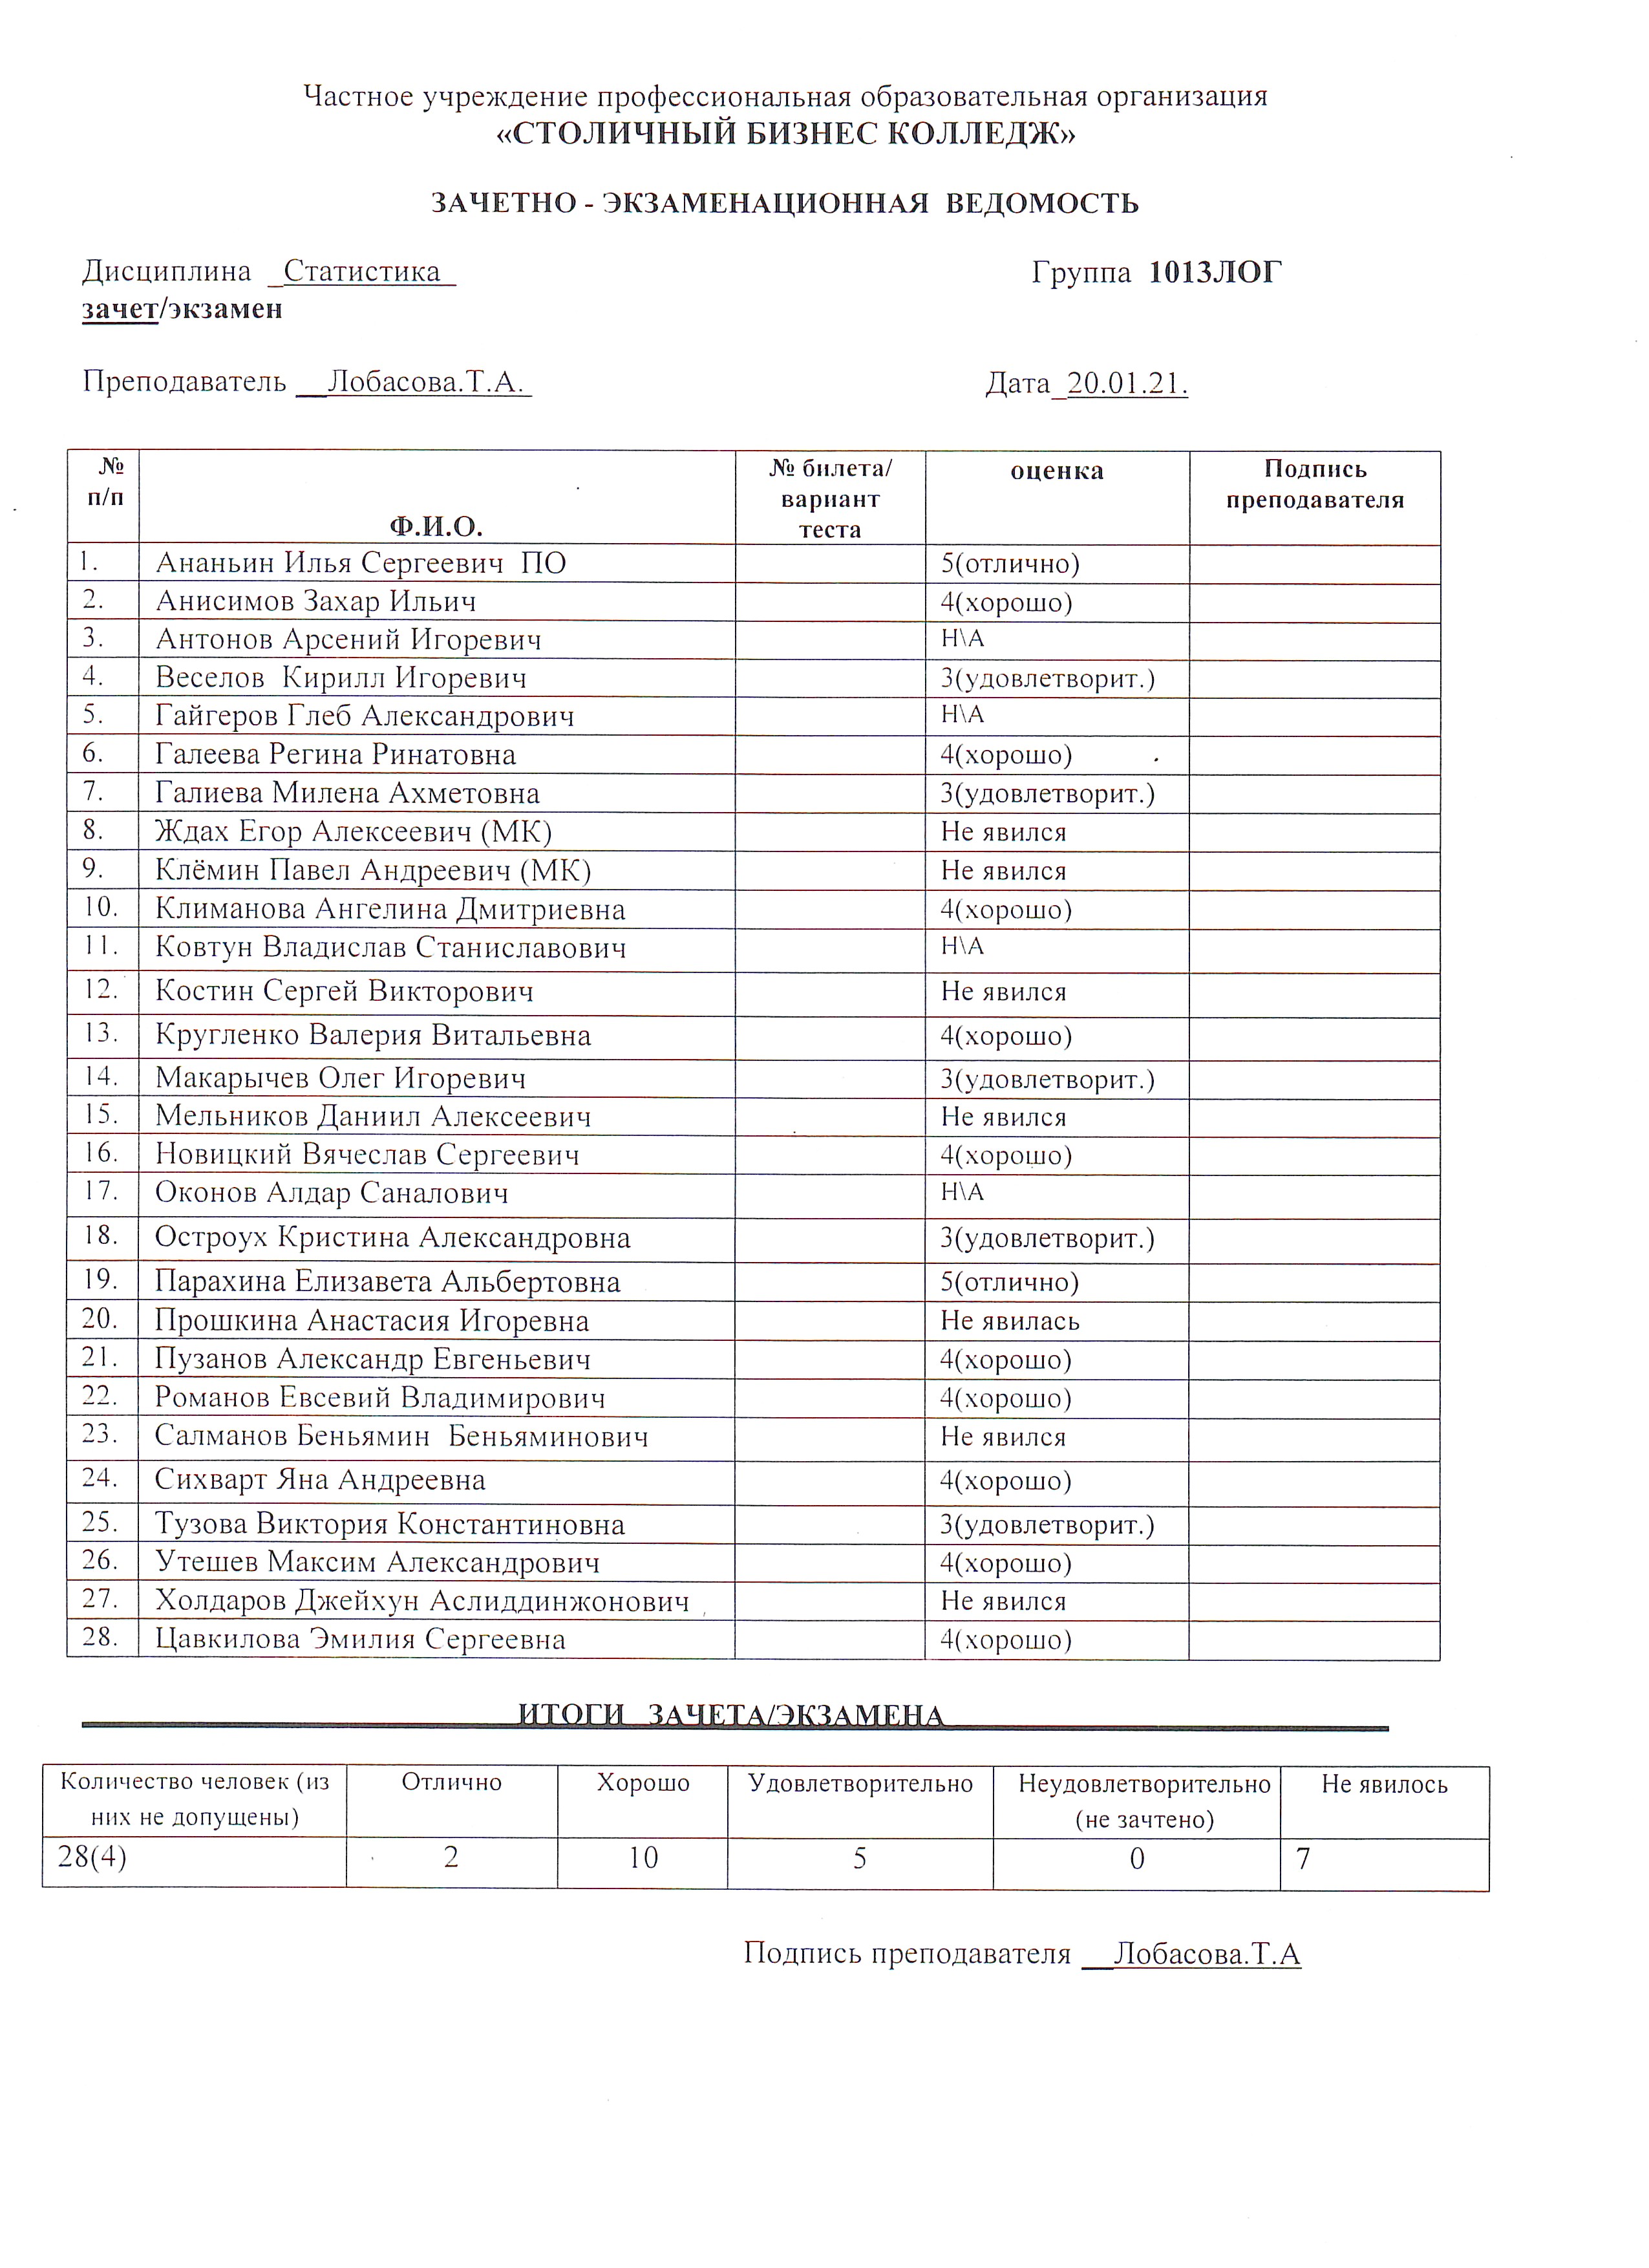 Частное учреждение профессиональная образовательная организация
«СТОЛИЧНЫЙ БИЗНЕС КОЛЛЕДЖ»
ЗАЧЕТНО - ЭКЗАМЕНАЦИОННАЯ ВЕДОМОСТЬ
Дисциплина _Статистика_ Группа 1013ЛОГ
зачет/экзамен
Преподаватель __Лобасова.Т.А. Дата_20.01.21.
№ п/п Ф.И.О. № билета/ вариант теста оценка Подпись преподавателя
1. Ананьин Илья Сергеевич ПО 5(отлично)
2. Анисимов Захар Ильич 4(хорошо)
3. Антонов Арсений Игоревич Н\А
4. Веселов Кирилл Игоревич 3(удовлетворит.)
5. Гайгеров Глеб Александрович Н\А
6. Галеева Регина Ринатовна 4(хорошо)
7. Галиева Милена Ахметовна 3(удовлетворит.)
8. Ждах Егор Алексеевич (МК) Не явился
9. Клёмин Павел Андреевич (МК) Не явился
10. Климанова Ангелина Дмитриевна 4(хорошо)
11. Ковтун Владислав Станиславович Н\А
12. Костин Сергей Викторович Не явился
13. Кругленко Валерия Витальевна 4(хорошо)
14. Макарычев Олег Игоревич 3(удовлетворит.)
15. Мельников Даниил Алексеевич Не явился
16. Новицкий Вячеслав Сергеевич 4(хорошо)
17. Оконов Алдар Саналович Н\А
18. Остроух Кристина Александровна 3(удовлетворит.)
19. Парахина Елизавета Альбертовна 5(отлично)
20. Прошкина Анастасия Игоревна Не явилась
21. Пузанов Александр Евгеньевич 4(хорошо)
22. Романов Евсевий Владимирович 4(хорошо)
23. Салманов Беньямин Беньяминович Не явился
24. Сихварт Яна Андреевна 4(хорошо)
25. Тузова Виктория Константиновна 3(удовлетворит.)
26. Утешев Максим Александрович 4(хорошо)
27. Холдаров Джейхун Аслиддинжонович Не явился
28. Цавкилова Эмилия Сергеевна 4(хорошо)
ИТОГИ ЗАЧЕТА/ЭКЗАМЕНА
Количество человек (из них не допущены) Отлично Хорошо Удовлетворительно Неудовлетворительно (не зачтено) Не явилось
28(4) 2 10 5 0 7
Подпись преподавателя __Лобасова.Т.А